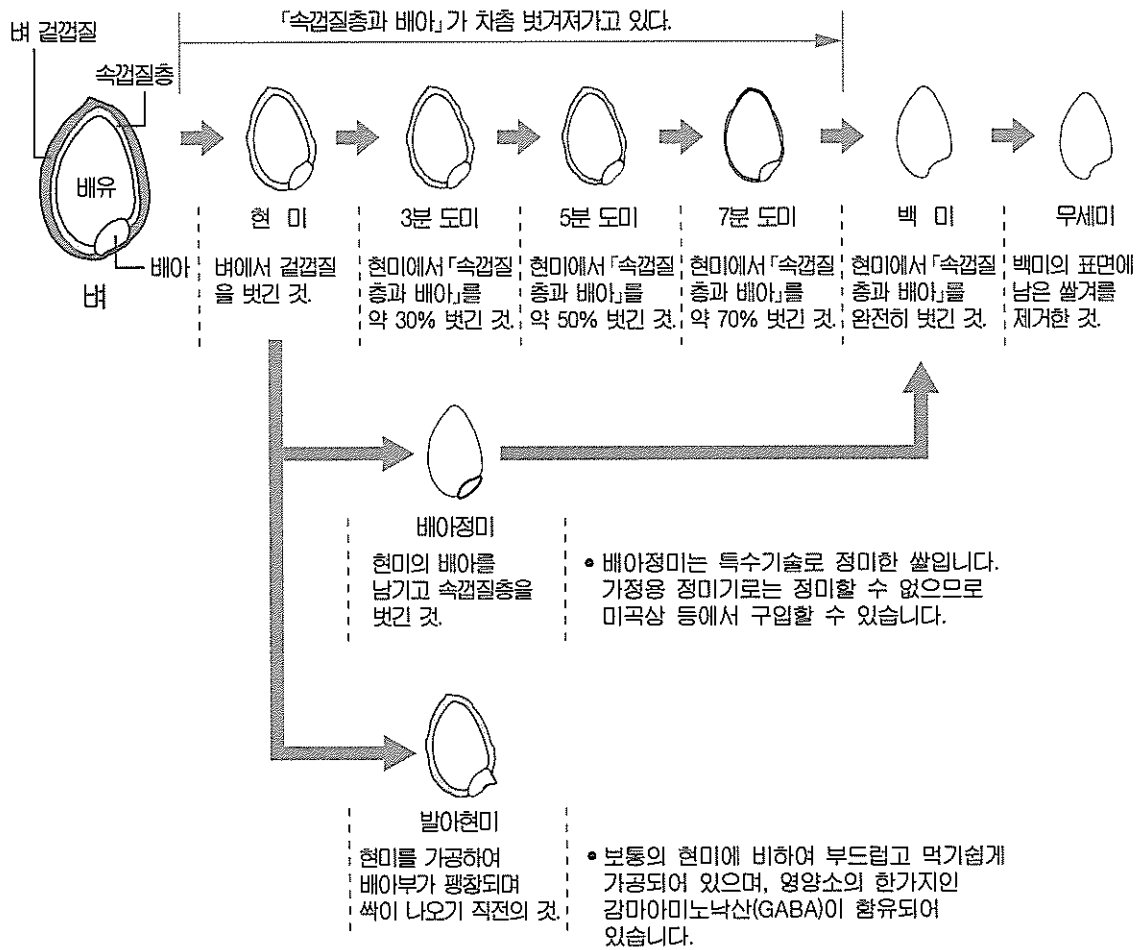 「속껍질층과 배아」가 차츰 벗겨져가고 있다.
벼 겉껍질
속껍질층
배유
배아
벼
현 미
벼에서 겉껍질
을 벗긴 것.
3분 도미
현미에서「속껍질
층과 배아」를
약 30% 벗긴 것.
5분 도미
현미에서「속껍질
층과 배아」를
약 50% 벗긴 것.
7분 도미
현미에서「속껍질
층과 배아」를
약 70% 벗긴 것.
백 미
현미에서「속껍질
층과 배아」를
완전히 벗긴 것.
무세미
백미의 표면에
남은 쌀겨를
제거한 것.
배아정미
현미의 배아를
남기고 속껍질층을
벗긴 것.
• 배아정미는 특수기술로 정미한 쌀입니다.
가정용 정미기로는 정미할 수 없으므로
미곡상 등에서 구입할 수 있습니다.
발아현미
현미를 가공하여
배아부가 팽창되며
싹이 나오기 직전의 것.
• 보통의 현미에 비하여 부드럽고 먹기쉽게
가공되어 있으며, 영양소의 한가지인
감마아미노낙산(GABA)이 함유되어
있습니다.